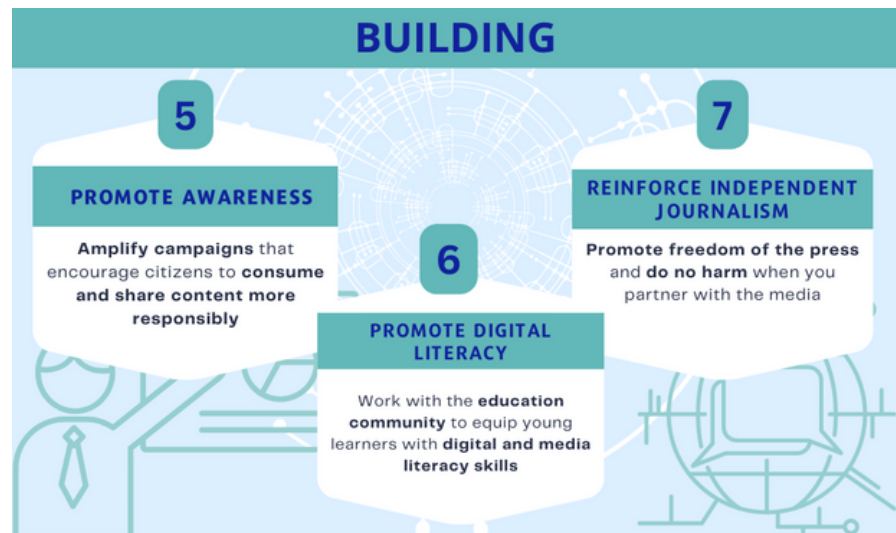 BUILDING
5
PROMOTE AWARENESS
Amplify campaigns that
encourage citizens to consume
and share content more
responsibly
6
PROMOTE DIGITAL
LITERACY
Work with the education
community to equip young
learners with digital and media
literacy skills
7
REINFORCE INDEPENDENT
JOURNALISM
Promote freedom of the press
and do no harm when you
partner with the media